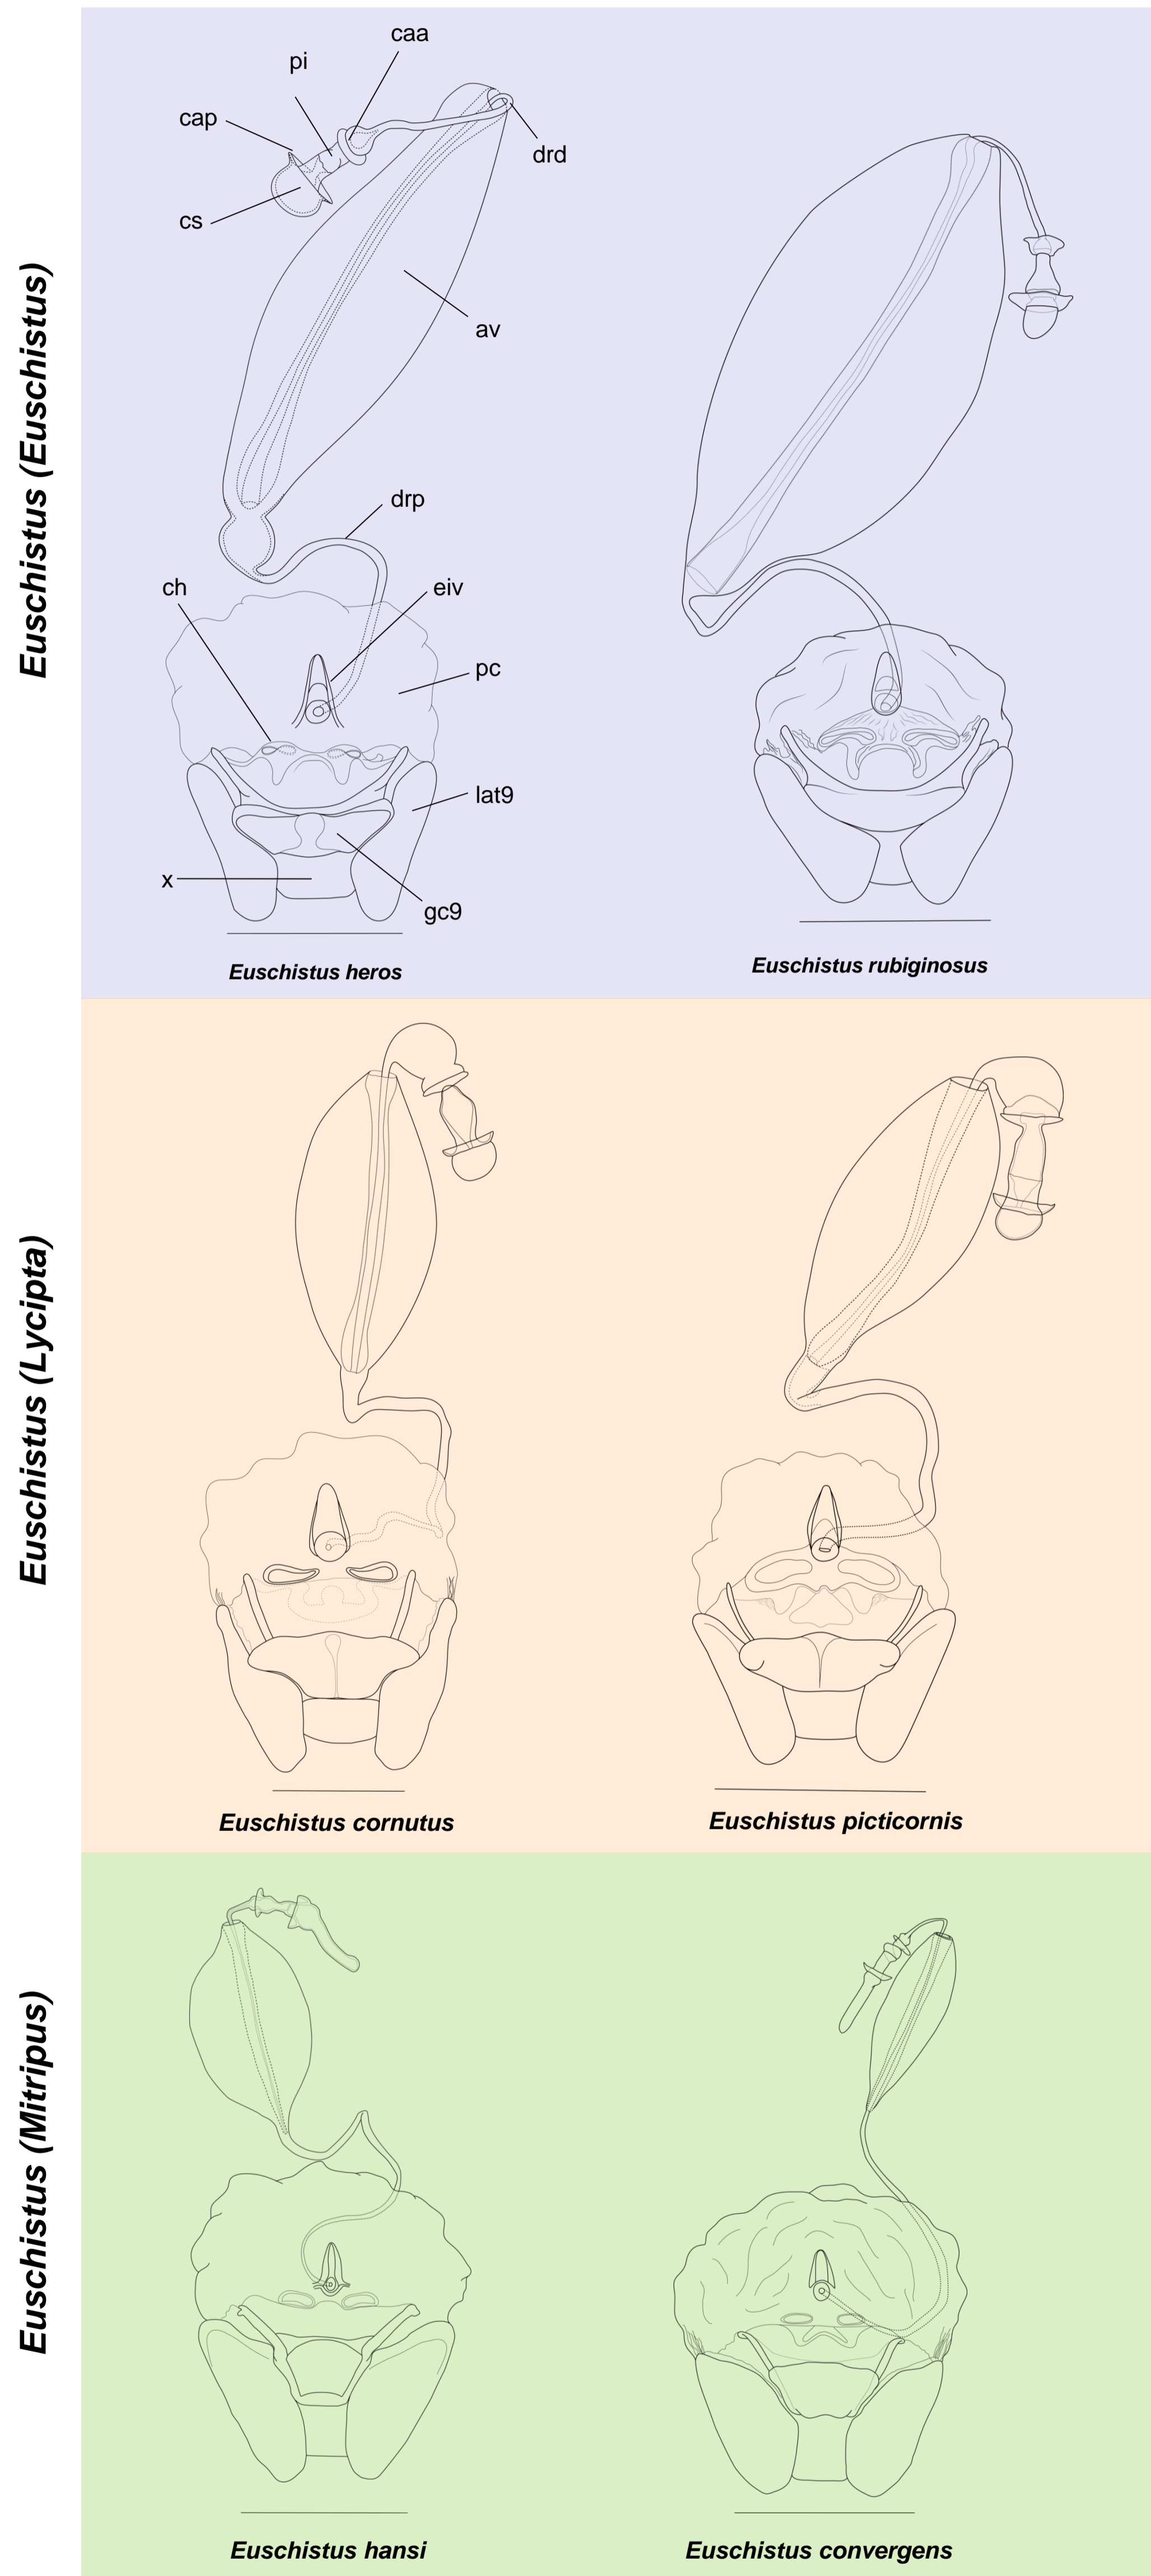 Euschistus (Euschistus)
caa
pi
cap
drd
cs
av
drp
ch
eiv
pc
lat9
x
gc9
Euschistus heros
Euschistus rubiginosus
Euschistus (Lycipta)
Euschistus cornutus
Euschistus picticornis
Euschistus (Mitripus)
Euschistus hansi
Euschistus convergens